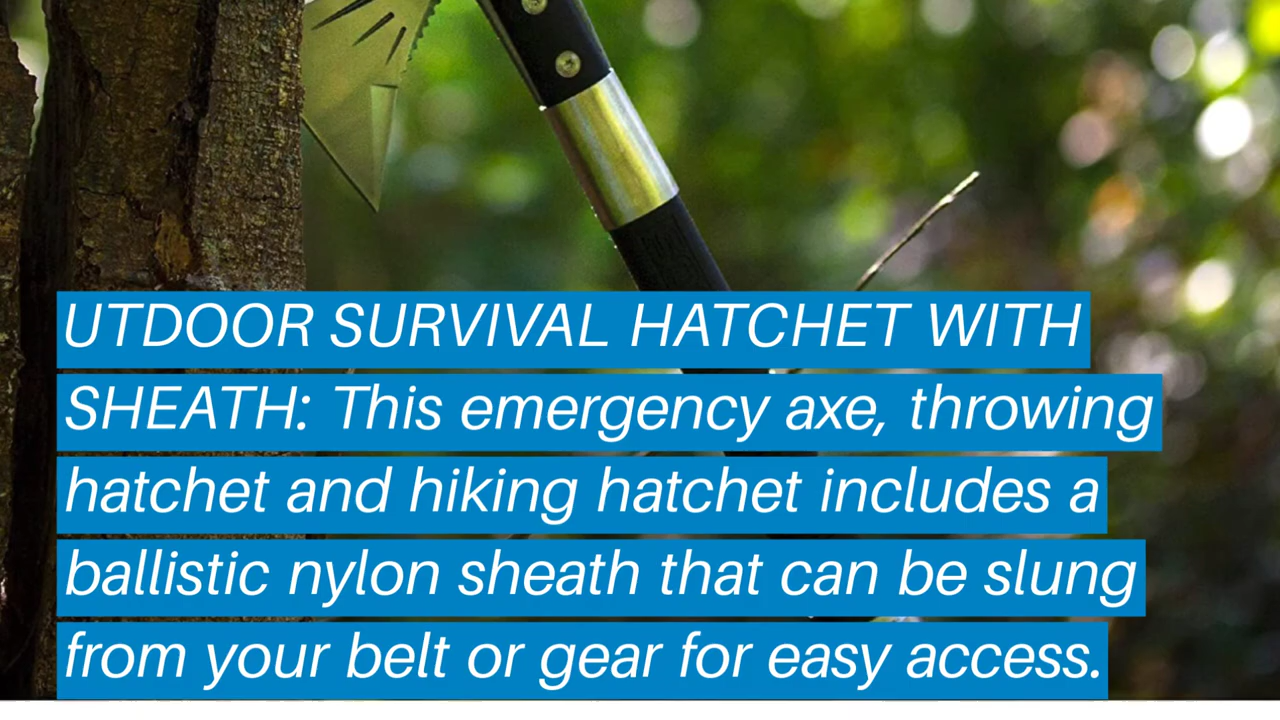 UTDOOR SURVIVAL HATCHET WITH
SHEATH: This emergency axe, throwing
hatchet and hiking hatchet includes a
ballistic nylon sheath that can be slung
from your belt or gear for easy access.